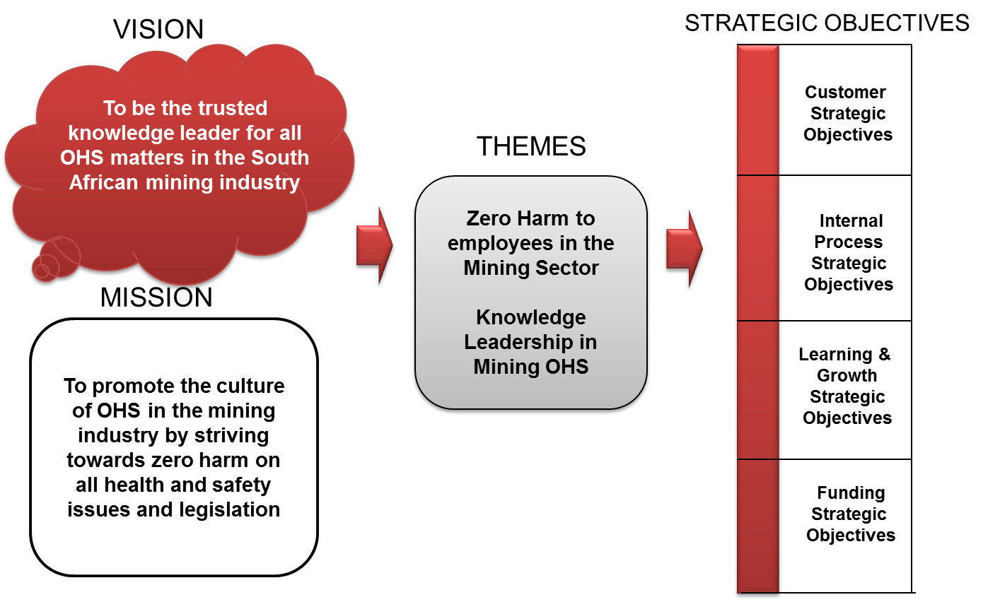 VISION
To be the trusted
knowledge leader for all
OHS matters in the South
African mining industry
MISSION
To promote the culture
of OHS in the mining
industry by striving
towards zero harm on
all health and safety
issues and legislation
THEMES
Zero Harm to
employees in the
Mining Sector
Knowledge
Leadership in
Mining OHS
STRATEGIC OBJECTIVES
Customer
Strategic
Objectives
Internal
Process
Strategic
Objectives
Learning &
Growth
Strategic
Objectives
Funding
Strategic
Objectives